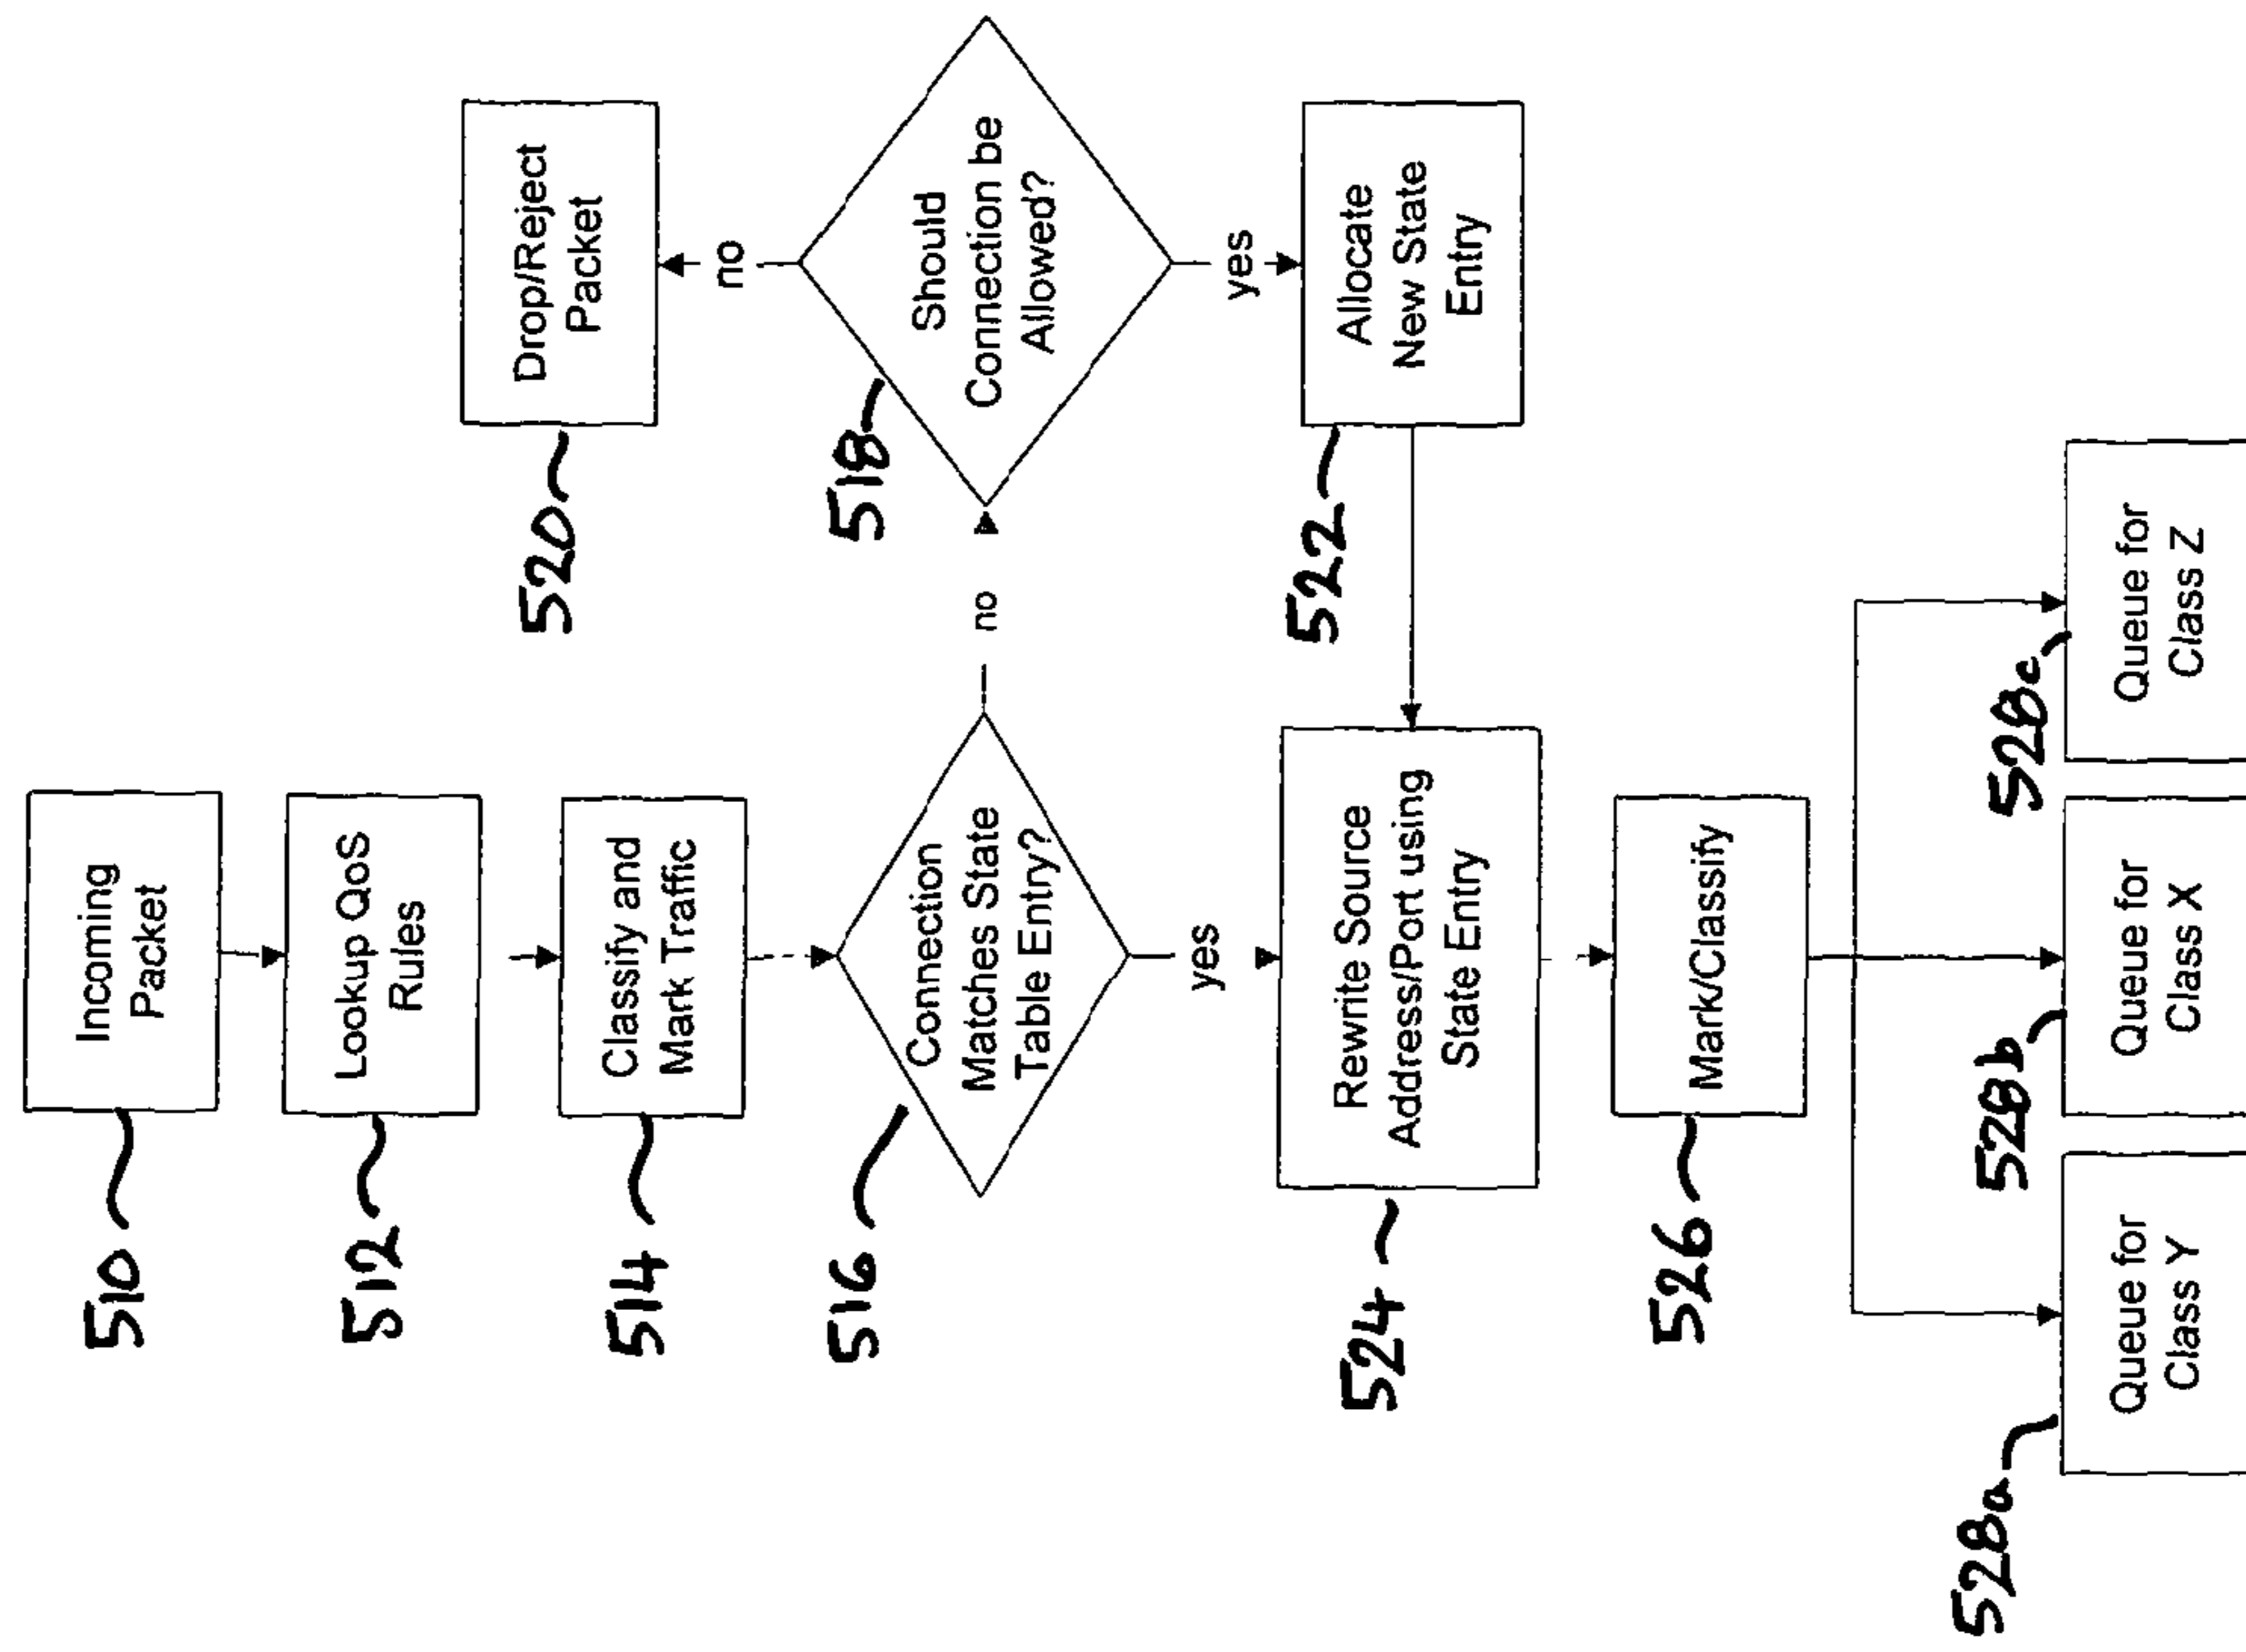 510
Incoming
Packet
512
Lookup QoS
Rules
514
Classify and
Mark Traffic
516
Connection
Matches State
Table Entry?
no
518
Should
Connection be
Allowed?
no
520
Drop/Reject
Packet
yes
522
Allocate
New State
Entry
yes
524
Rewrite Source
Address/Port using
State Entry
526
Mark/Classify
528a
Queue for
Class Y
528b
Queue for
Class X
528c
Queue for
Class Z